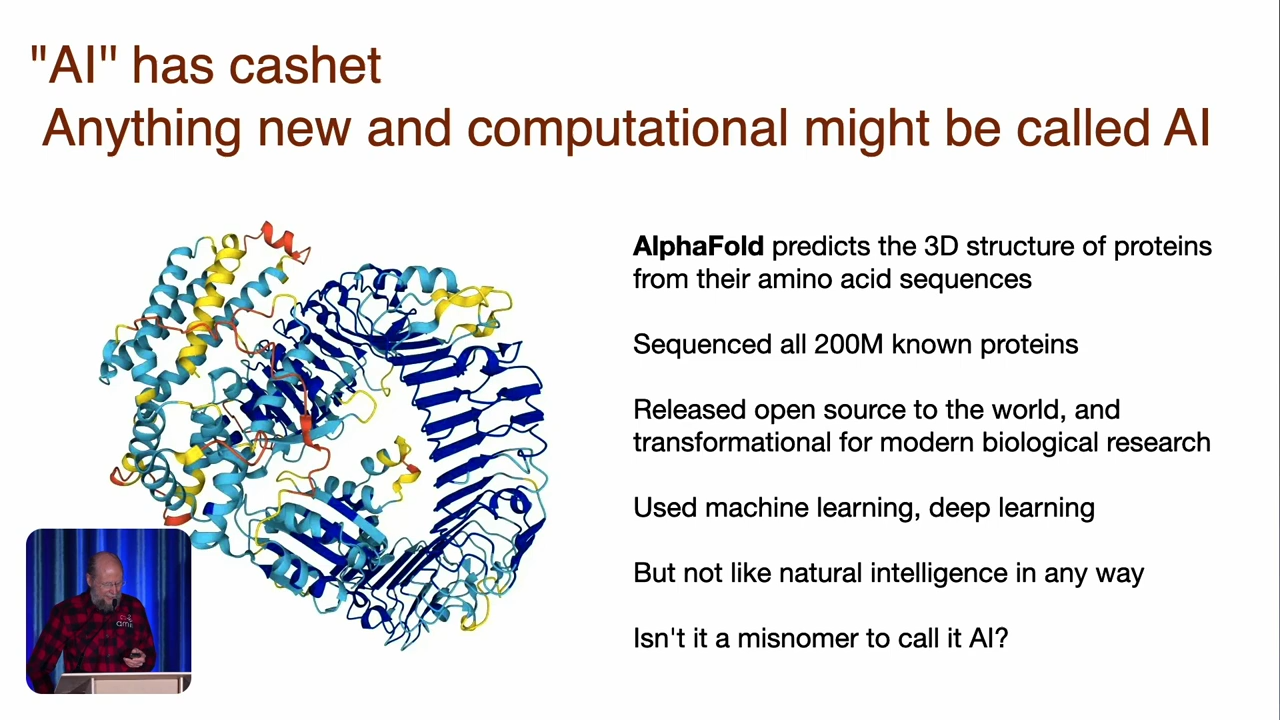 "AI" has cashet
Anything new and computational might be called AI
AlphaFold predicts the 3D structure of proteins
from their amino acid sequences
Sequenced all 200M known proteins
Released open source to the world, and
transformational for modern biological research
Used machine learning, deep learning
But not like natural intelligence in any way
Isn't it a misnomer to call it AI?